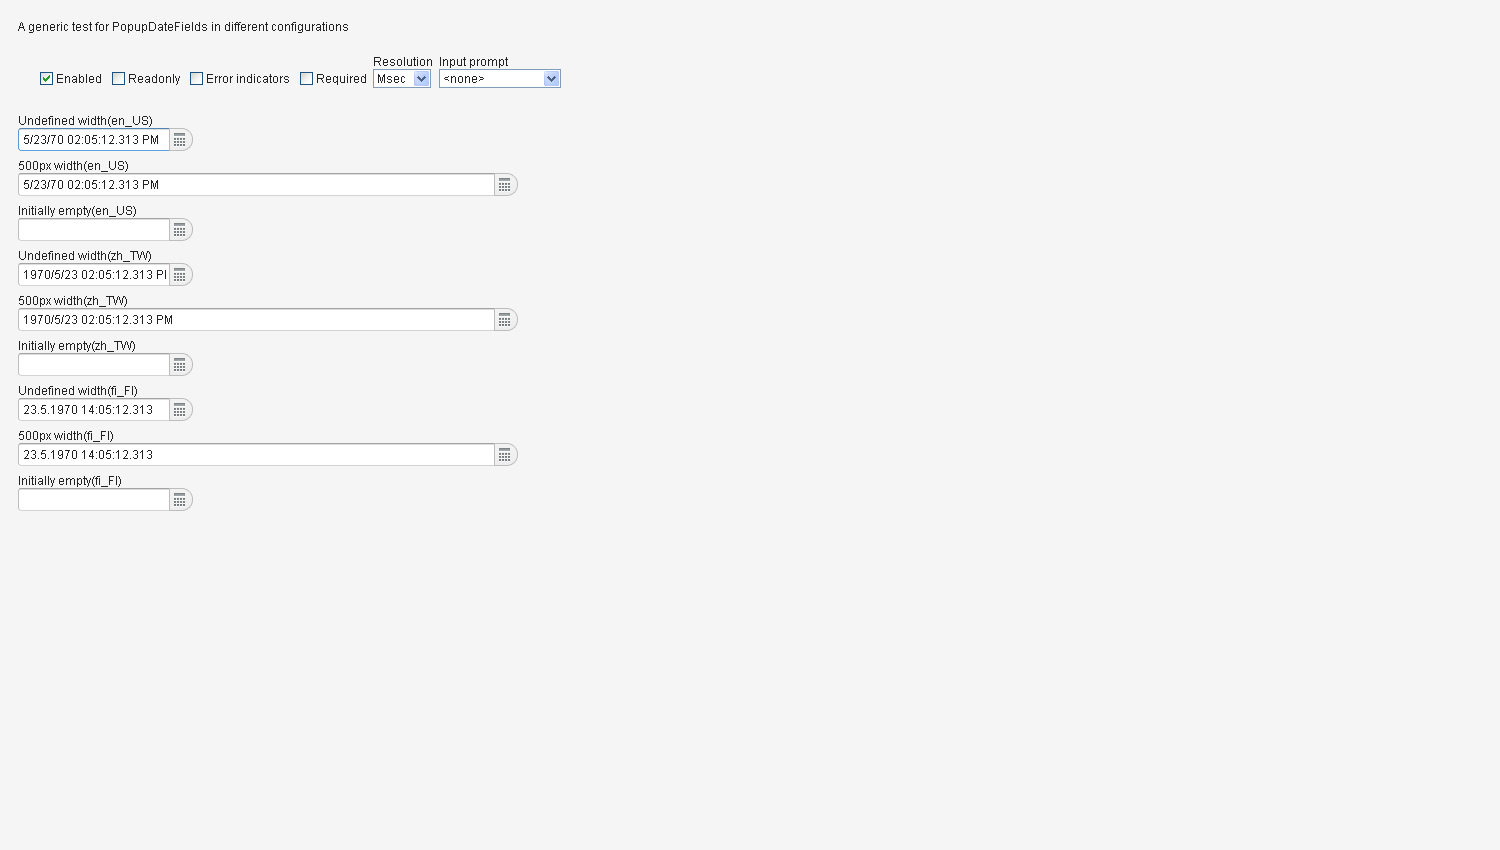 A generic test for PopupDateFields in different configurations
Resolution Input prompt
Enabled Readonly Error indicators Required Msec <none>
Undefined width(en_US)
5/23/70 02:05:12.313 PM
500px width(en_US)
5/23/70 02:05:12.313 PM
Initially empty(en_US)
Undefined width(zh_TW)
1970/5/23 02:05:12.313 P
500px width(zh_TW)
1970/5/23 02:05:12.313 PM
Initially empty(zh_TW)
Undefined width(fi_FI)
23.5.1970 14:05:12.313
500px width(fi_FI)
23.5.1970 14:05:12.313
Initially empty(fi_FI)